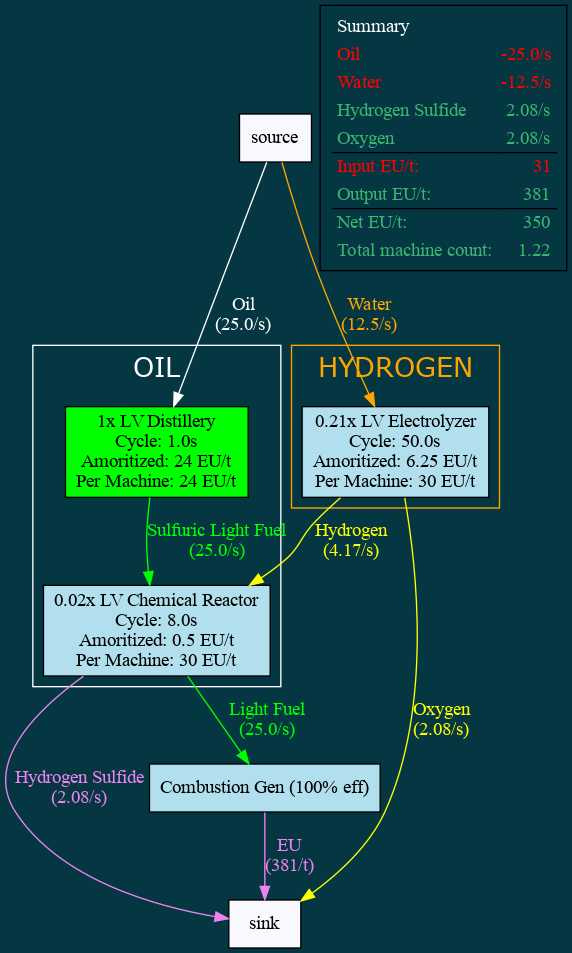 Summary
Oil -25.0/s
Water -12.5/s
Hydrogen Sulfide 2.08/s
Oxygen 2.08/s
Input EU/t: 31
Output EU/t: 381
Net EU/t: 350
Total machine count: 1.22
source
Oil
(25.0/s)
Water
(12.5/s)
OIL
HYDROGEN
1x LV Distillery
Cycle: 1.0s
Amoritized: 24 EU/t
Per Machine: 24 EU/t
0.21x LV Electrolyzer
Cycle: 50.0s
Amoritized: 6.25 EU/t
Per Machine: 30 EU/t
Sulfuric Light Fuel
(25.0/s)
Hydrogen
(4.17/s)
0.02x LV Chemical Reactor
Cycle: 8.0s
Amoritized: 0.5 EU/t
Per Machine: 30 EU/t
Light Fuel
(25.0/s)
Oxygen
(2.08/s)
Hydrogen Sulfide
(2.08/s)
Combustion Gen (100% eff)
EU
(381/t)
sink